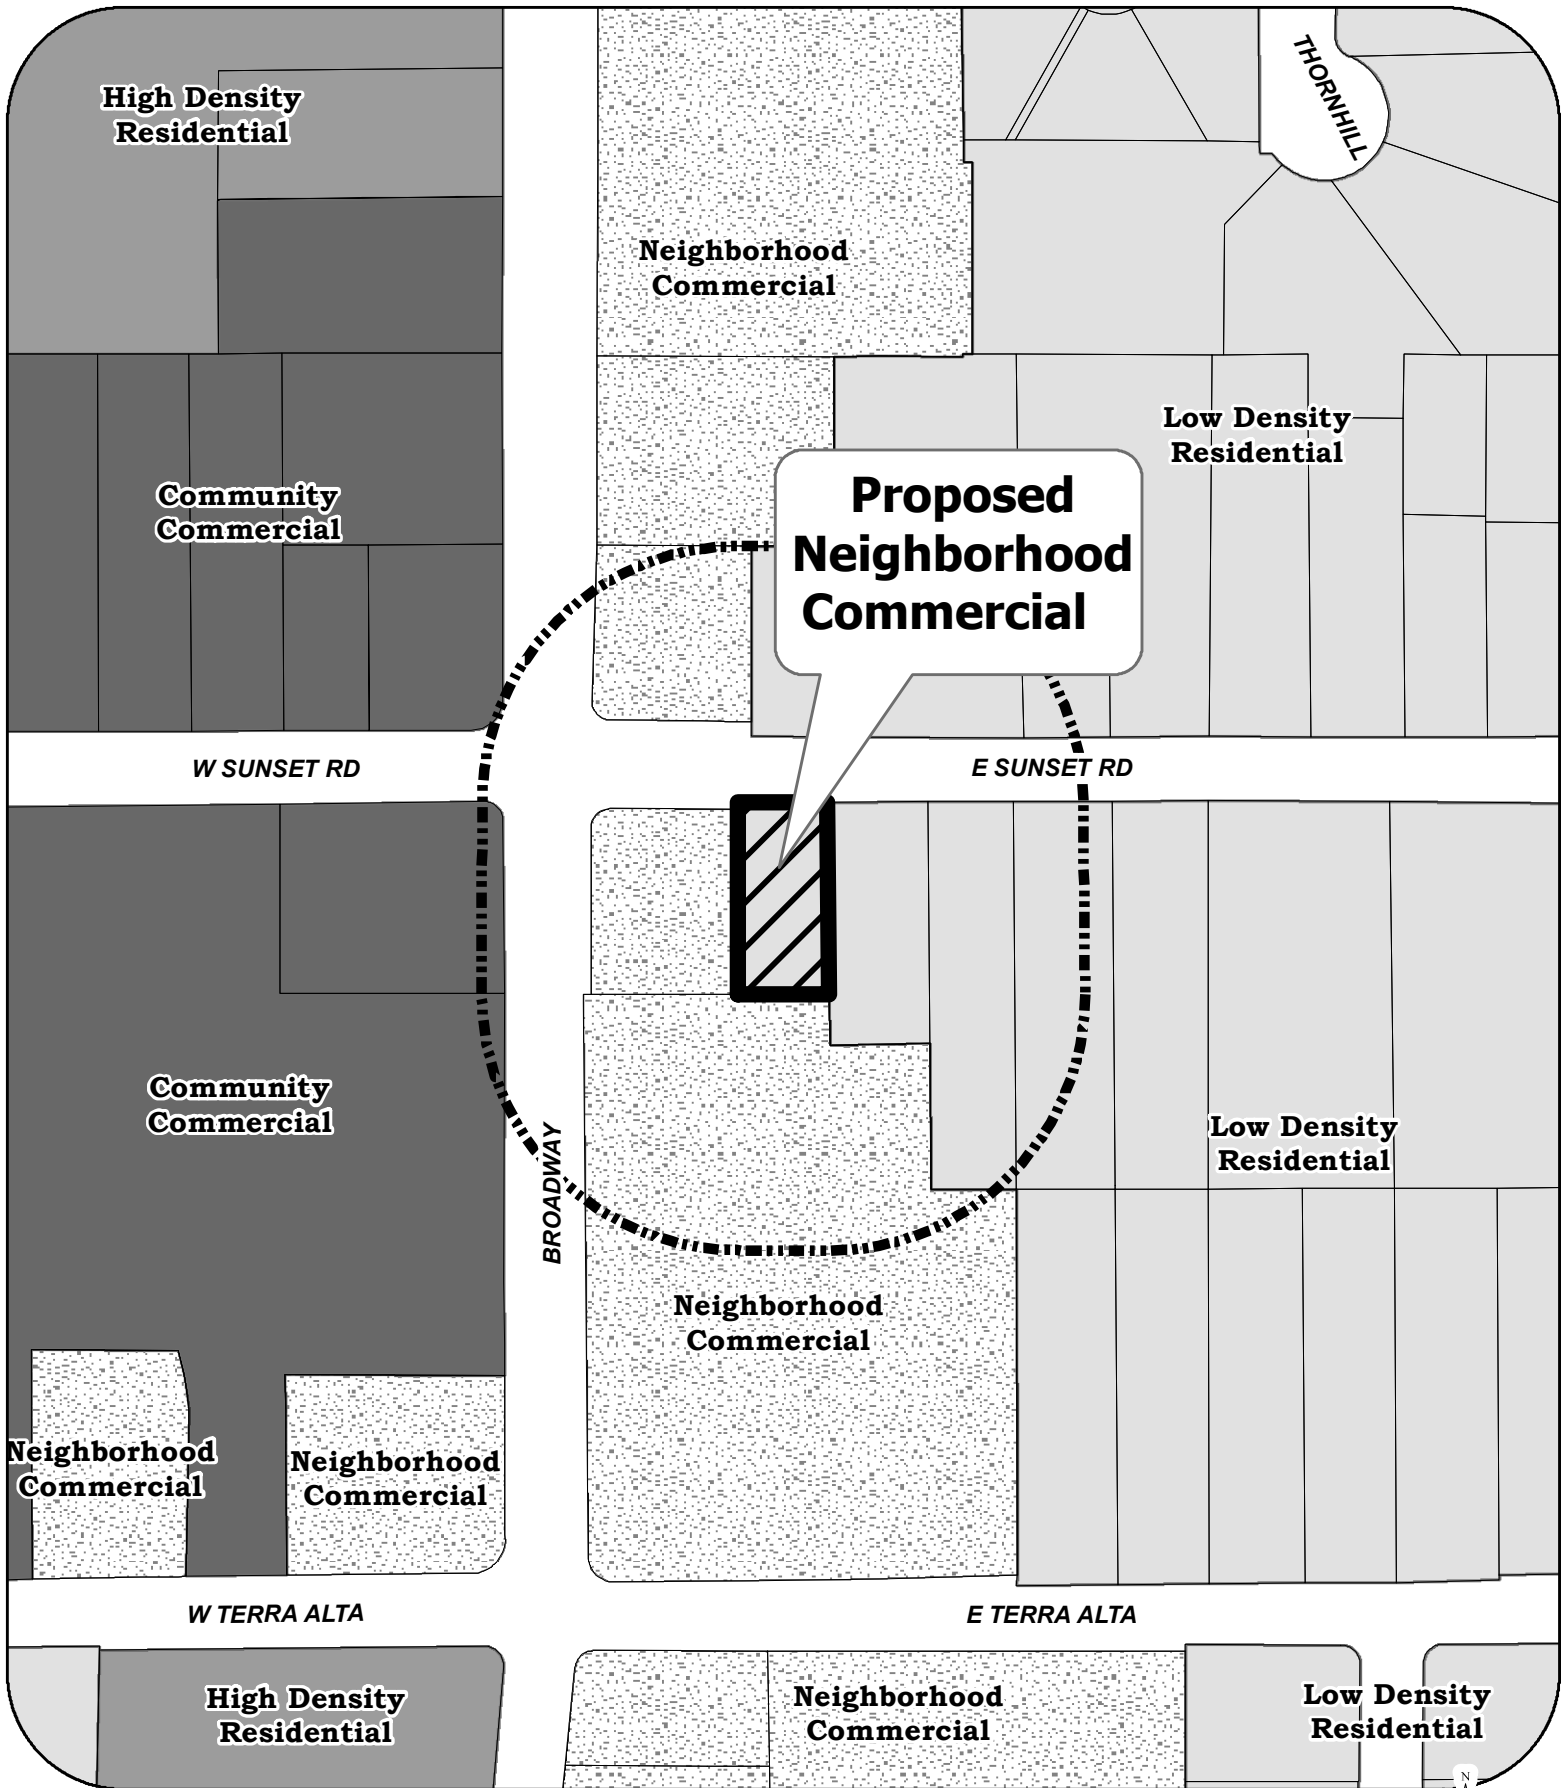 THORNHILL
High Density
Residential
Neighborhood
Commercial
Low Density
Residential
Community
Commercial
Proposed
Neighborhood
Commercial
W SUNSET RD
E SUNSET RD
Community
Commercial
Low Density
Residential
BROADWAY
Neighborhood
Commercial
Neighborhood
Commercial
Neighborhood
Commercial
W TERRA ALTA
E TERRA ALTA
High Density
Residential
Neighborhood
Commercial
Low Density
Residential
N